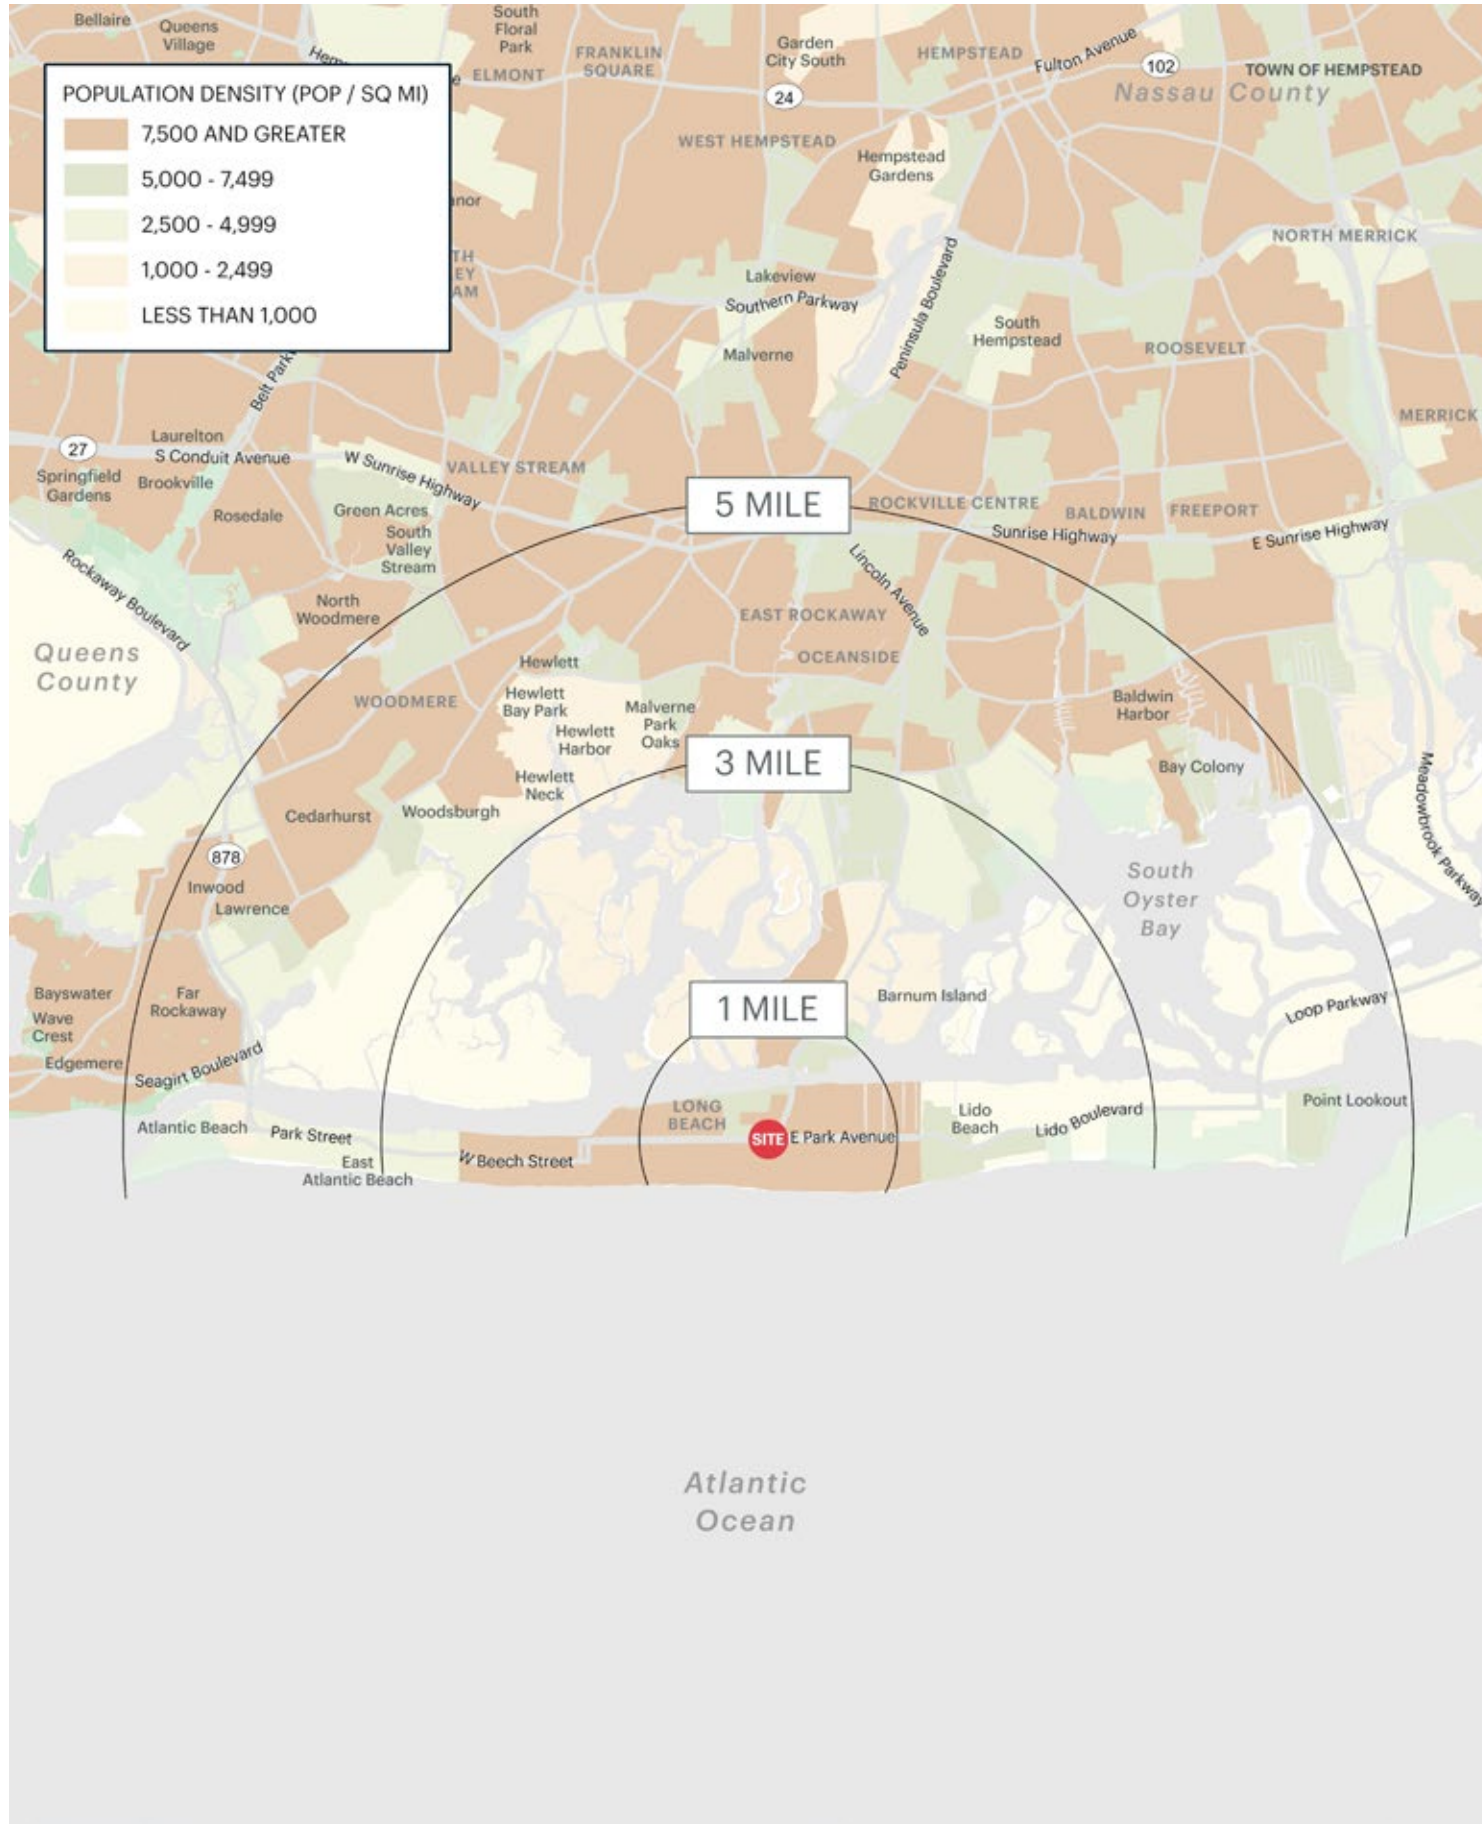 Bellaire
Queens
Village
South
Floral
Park
ELMONT
FRANKLIN
SQUARE
Garden
City South
24
HEMPSTEAD
Fulton Avenue
102
TOWN OF HEMPSTEAD
Nassau County
POPULATION DENSITY (POP / SQ MI)
7,500 AND GREATER
5,000 - 7,499
2,500 - 4,999
1,000 - 2,499
LESS THAN 1,000
WEST HEMPSTEAD
Hempstead
Gardens
NORTH MERRICK
Lakeview
Southern Parkway
Peninsula Boulevard
Malverne
South
Hempstead
ROOSEVELT
MERRICK
27
Laurelton
S Conduit Avenue
Springfield
Gardens
Brookville
Rosedale
W Sunrise Highway
VALLEY STREAM
Green Acres
South
Valley
Stream
5 MILE
ROCKVILLE CENTRE
BALDWIN
FREEPORT
Sunrise Highway
E Sunrise Highway
Rockaway Boulevard
North
Woodmere
Lincoln Avenue
EAST ROCKAWAY
OCEANSIDE
Queens
County
WOODMERE
Hewlett
Hewlett
Bay Park
Hewlett
Harbor
Hewlett
Neck
Malverne
Park
Oaks
Baldwin
Harbor
Bay Colony
3 MILE
Meadowbrook Parkway
Cedarhurst
Woodsburgh
878
Inwood
Lawrence
South
Oyster
Bay
Bayswater
Wave
Crest
Edgemere
Far
Rockaway
Seagirt Boulevard
1 MILE
Barnum Island
Loop Parkway
Atlantic Beach
Park Street
East
Atlantic Beach
W Beech Street
LONG
BEACH
SITE
E Park Avenue
Lido
Beach
Lido Boulevard
Point Lookout
Atlantic
Ocean